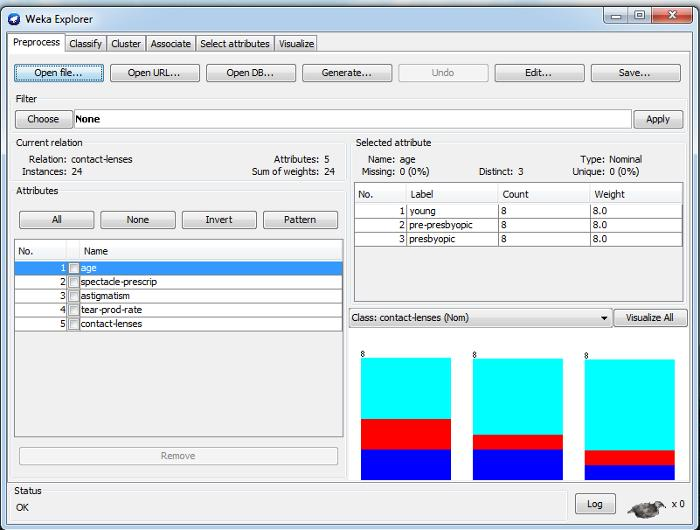 Weka Explorer
Preprocess Classify Cluster Associate Select attributes Visualize
Open file... Open URL... Open DB... Generate... Undo Edit... Save...
Filter
Choose None Apply
Current relation
Relation: contact-lenses Attributes: 5
Instances: 24 Sum of weights: 24
Attributes
All None Invert Pattern
No. Name
1 age
2 spectacle-prescrip
3 astigmatism
4 tear-prod-rate
5 contact-lenses
Remove
Selected attribute
Name: age Type: Nominal
Missing: 0 (0%) Distinct: 3 Unique: 0 (0%)
No. Label Count Weight
1 young 8 8.0
2 pre-presbyopic 8 8.0
3 presbyopic 8 8.0
Class: contact-lenses (Nom) Visualize All
8 8 8
Status
OK
Log x 0